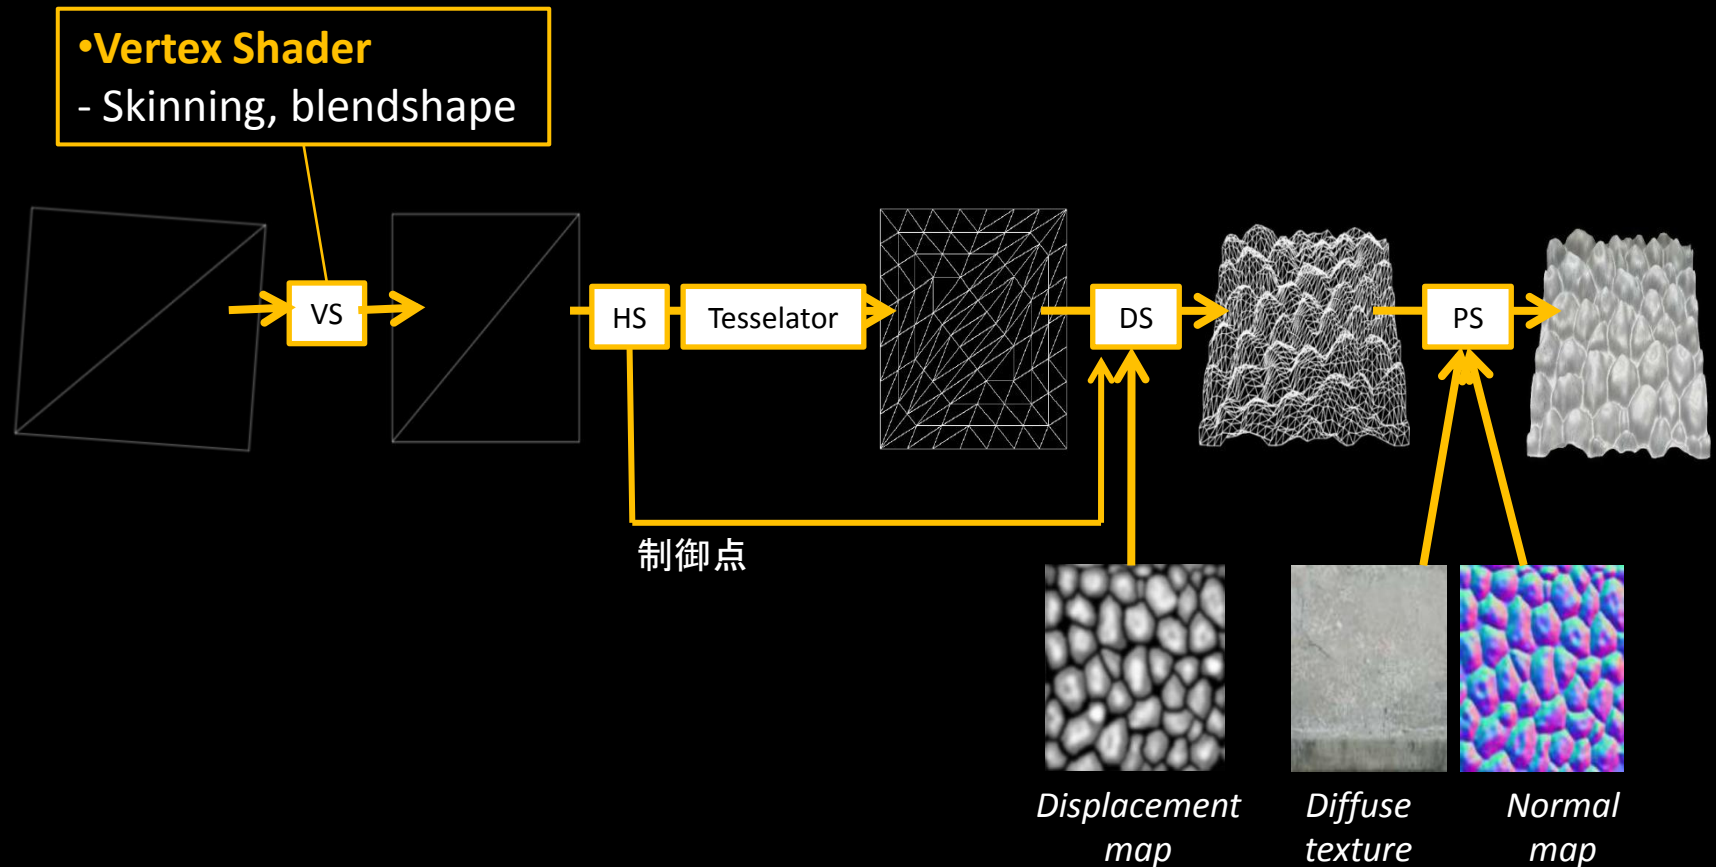 •Vertex Shader
- Skinning, blendshape
VS
HS
Tesselator
DS
PS
制御点
Displacement
map
Diffuse
texture
Normal
map